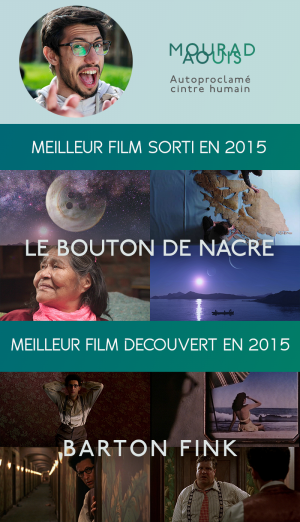 MOURAD
AOUIS
Autoproclamé
cintre humain
MEILLEUR FILM SORTI EN 2015
LE BOUTON DE NACRE
MEILLEUR FILM DECOUVERT EN 2015
BARTON FINK